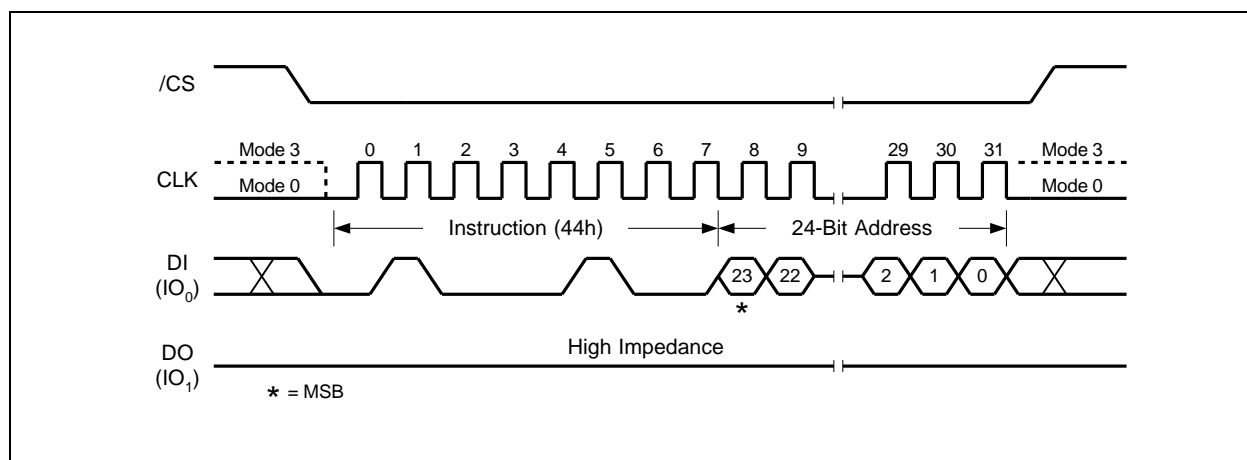 /CS
Mode 3
0 1 2 3 4 5 6 7 8 9 29 30 31
Mode 3
CLK
Mode 0
Mode 0
Instruction (44h)
24-Bit Address
DI
(IO0)
23 22 2 1 0
*
High Impedance
DO
(IO1)
* = MSB